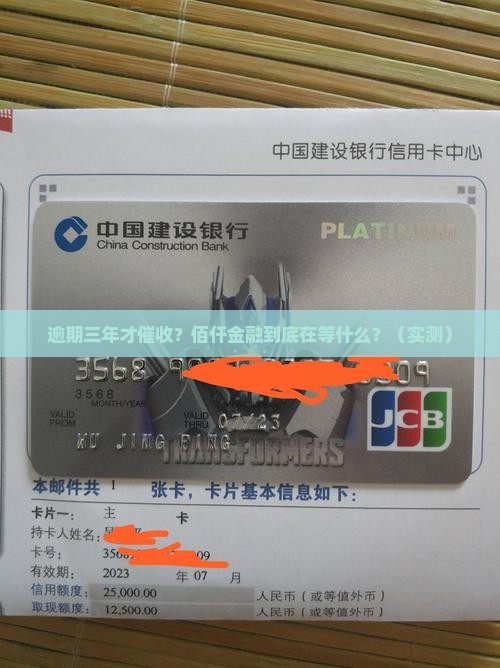 中国建设银行信用卡中心
中国建设银行
China Construction Bank
PLATINUM
逾期三年才催收？佰仟金融到底在等什么？（实测）
3568 9
09
3568
MONTH/YEAR
VALID
FROM
VALID
THRU
07/23
WU JING PING
TRANSFORMERS
JCB
本邮件共 1 张卡，卡片基本信息如下：
卡片一： 主 卡
持卡人姓名：
卡号： 3568 09
有效期： 2023 年 07 月
信用额度： 25,000.00 人民币（或等值外币）
取现额度： 12,500.00 人民币（或等值外币）